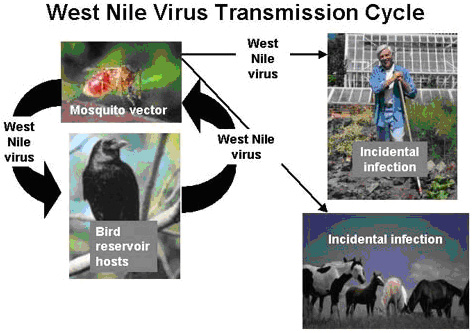 West Nile Virus Transmission Cycle
West
Nile
virus
Mosquito vector
West Nile
virus
West Nile
virus
Incidental
infection
Bird
reservoir
hosts
Incidental infection